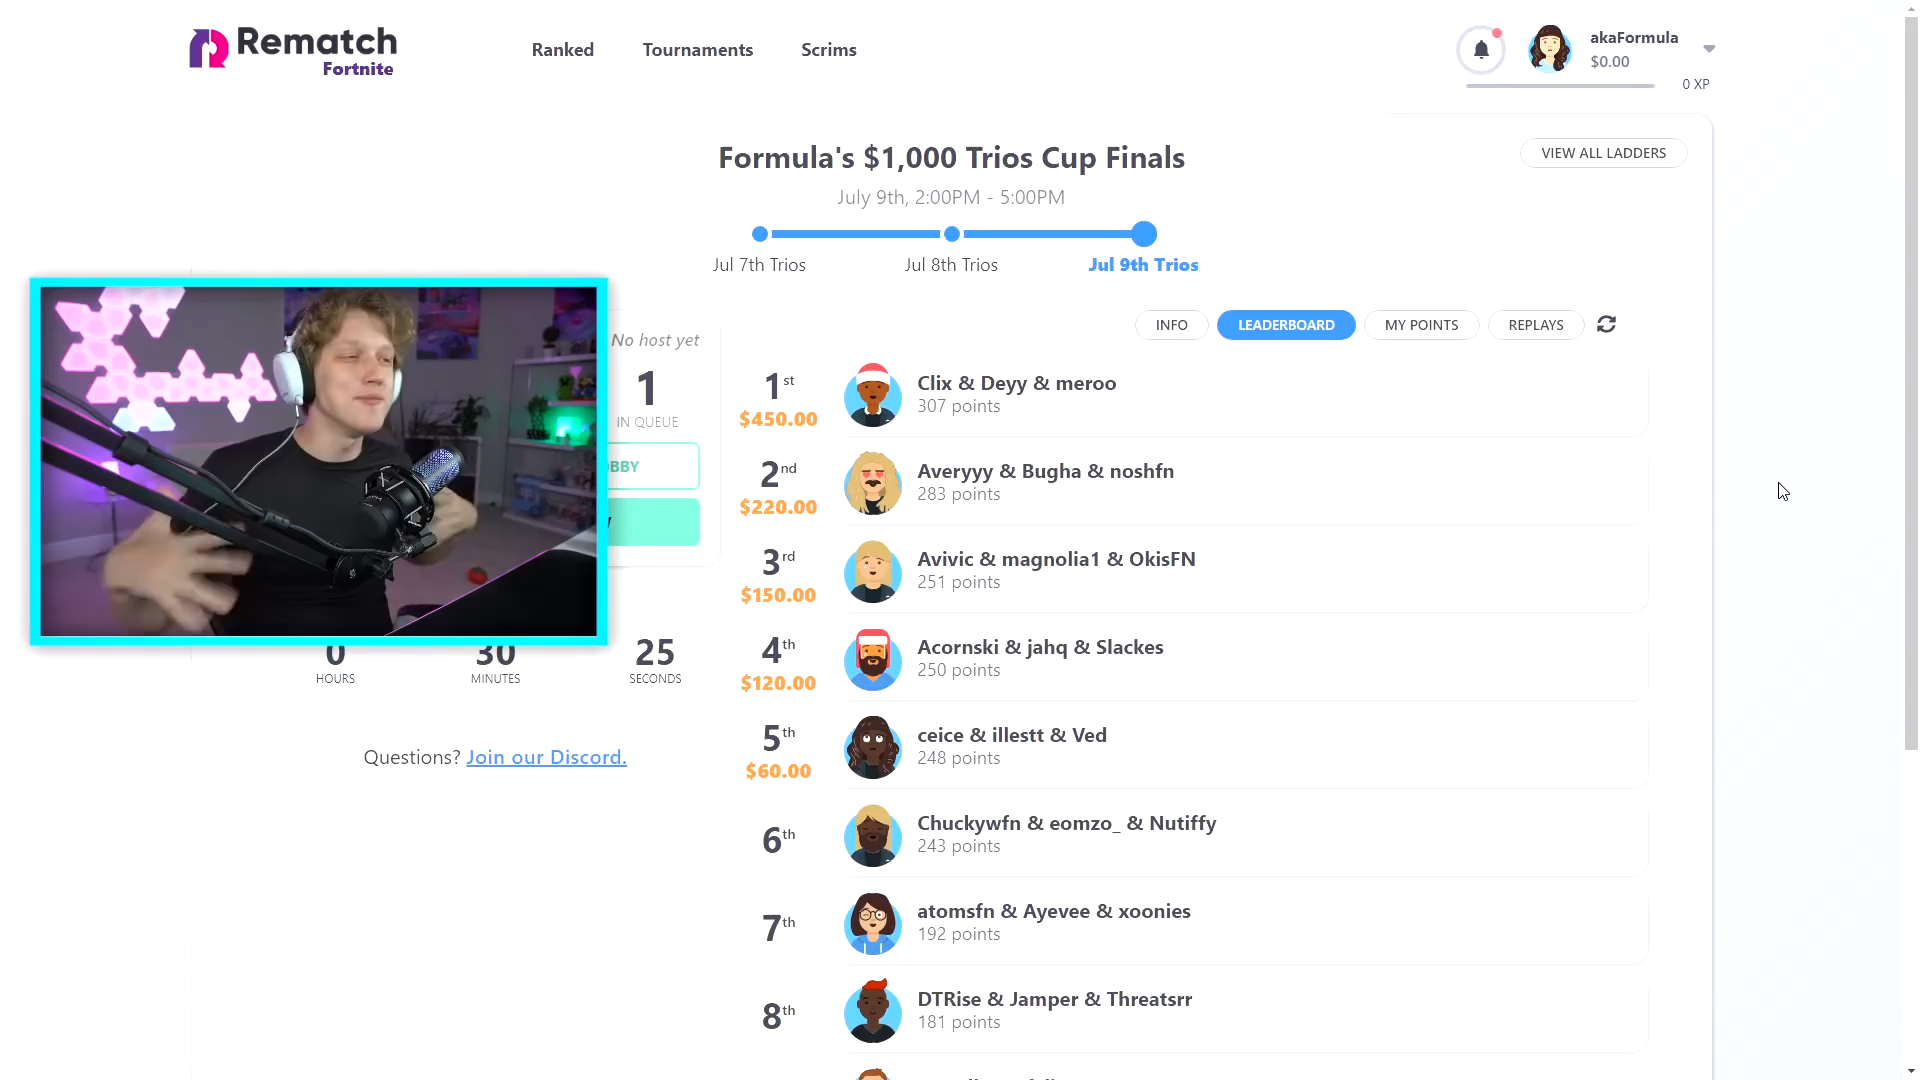 Rematch
Fortnite
Ranked
Tournaments
Scrims
akaFormula
$0.00
0 XP
Formula's $1,000 Trios Cup Finals
VIEW ALL LADDERS
July 9th, 2:00PM - 5:00PM
Jul 7th Trios
Jul 8th Trios
Jul 9th Trios
INFO
LEADERBOARD
MY POINTS
REPLAYS
No host yet
1
IN QUEUE
0
HOURS
30
MINUTES
25
SECONDS
Questions? Join our Discord.
1st
$450.00
Clix & Deyy & meroo
307 points
2nd
$220.00
Averyyy & Bugha & noshfn
283 points
3rd
$150.00
Avivic & magnolia1 & OkisFN
251 points
4th
$120.00
Acornski & jahq & Slackes
250 points
5th
$60.00
ceice & illestt & Ved
248 points
6th
Chuckywfn & eomzo_ & Nutiffy
243 points
7th
atomsfn & Ayevee & xoonies
192 points
8th
DTRise & Jamper & Threatsrr
181 points